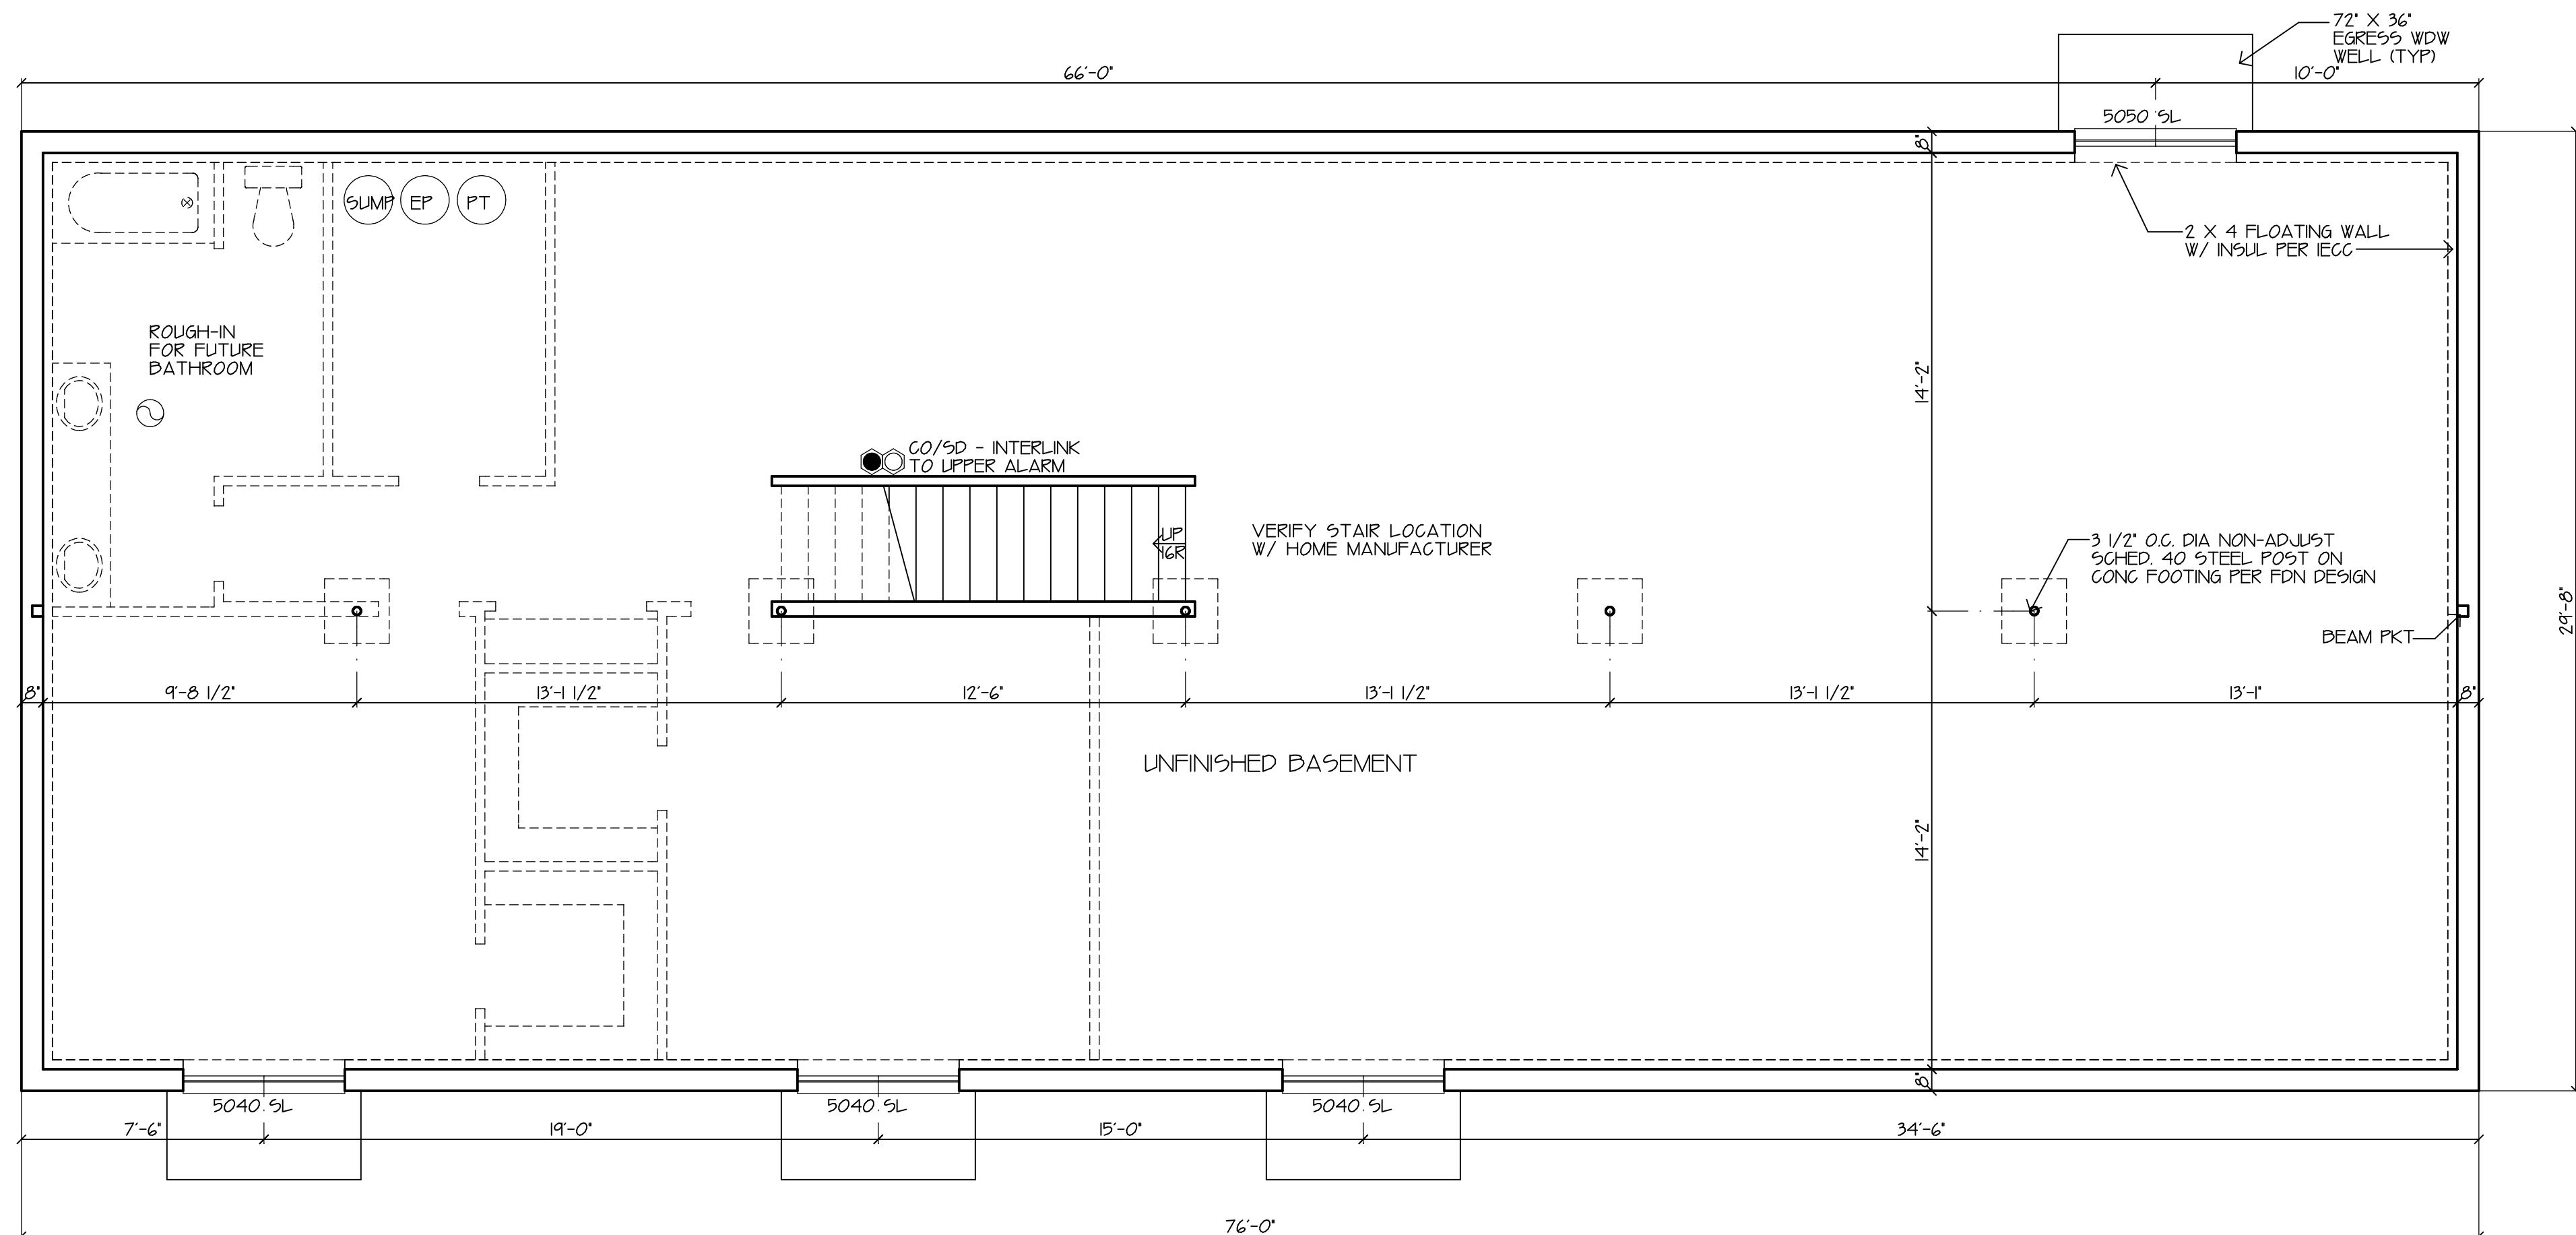 72" X 36"
EGRESS WDW
WELL (TYP)
66'-0"
10'-0"
5050 SL
8"
SUMP
EP
PT
2 X 4 FLOATING WALL
W/ INSUL PER IECC
ROUGH-IN
FOR FUTURE
BATHROOM
14'-2"
CO/SD - INTERLINK
TO UPPER ALARM
UP
16R
VERIFY STAIR LOCATION
W/ HOME MANUFACTURER
3 1/2" O.C. DIA NON-ADJUST
SCHED. 40 STEEL POST ON
CONC FOOTING PER FDN DESIGN
29'-8"
BEAM PKT
8"
9'-8 1/2"
13'-1 1/2"
12'-6"
13'-1 1/2"
13'-1 1/2"
13'-1"
8"
UNFINISHED BASEMENT
14'-2"
8"
5040 SL
5040 SL
5040 SL
7'-6"
19'-0"
15'-0"
34'-6"
76'-0"